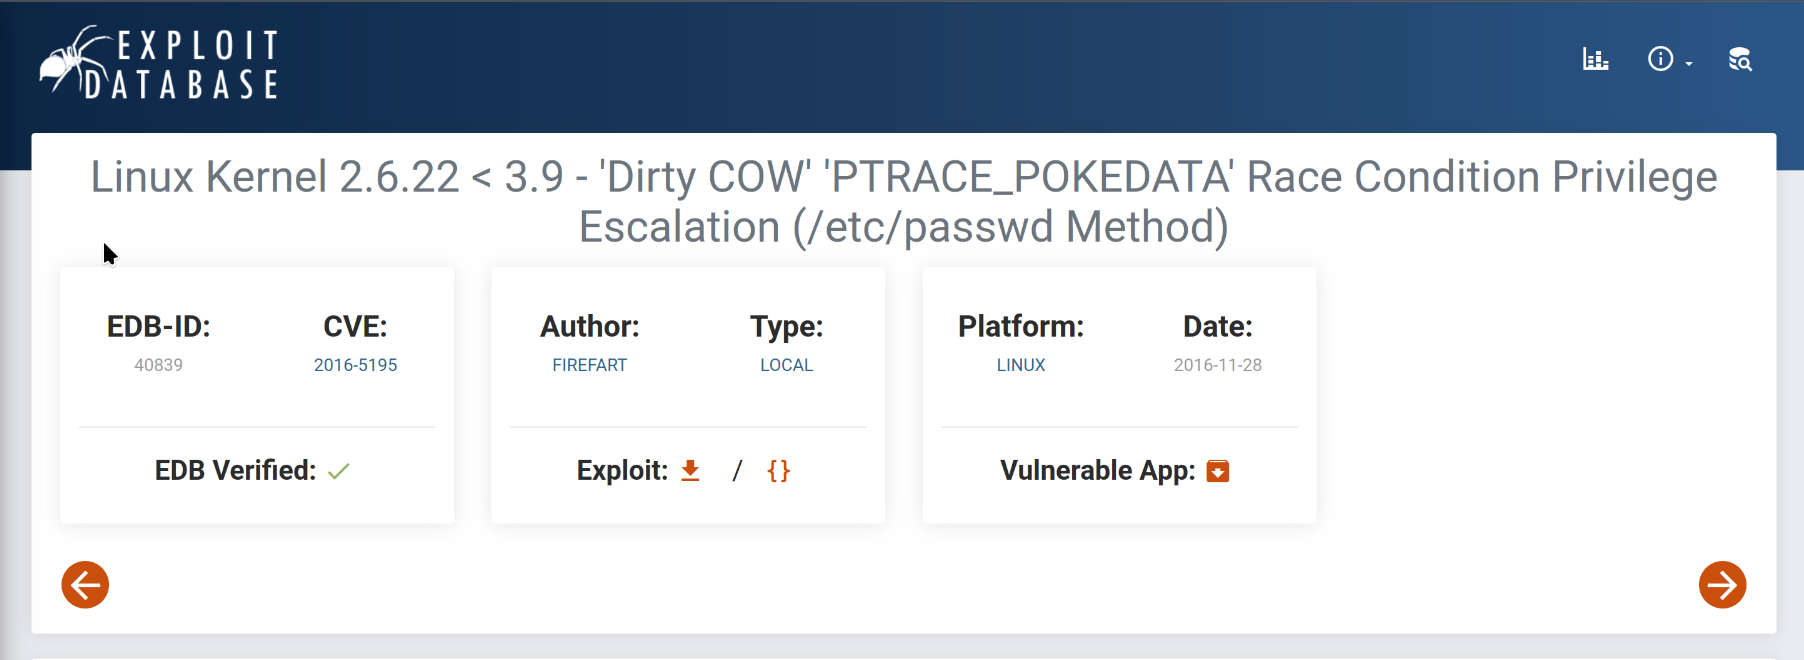 EXPLOIT
DATABASE
Linux Kernel 2.6.22 < 3.9 - 'Dirty COW' 'PTRACE_POKEDATA' Race Condition Privilege
Escalation (/etc/passwd Method)
EDB-ID:
40839
CVE:
2016-5195
EDB Verified:
Author:
FIREFART
Type:
LOCAL
Exploit: / {}
Platform:
LINUX
Date:
2016-11-28
Vulnerable App: